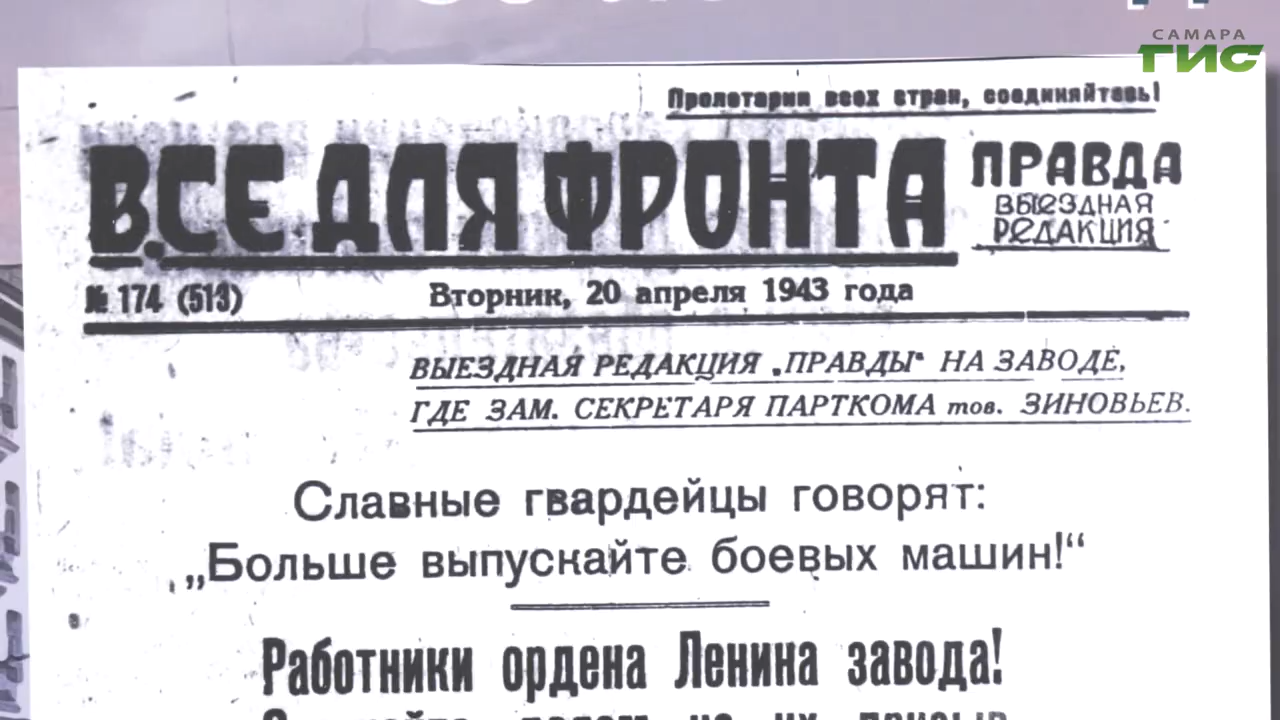 САМАРА
ГИС
Пролетарии всех стран, соединяйтесь!
ВСЕ ДЛЯ ФРОНТА
ПРАВДА
ВЫЕЗДНАЯ
РЕДАКЦИЯ
№ 174 (513)
Вторник, 20 апреля 1943 года
ВЫЕЗДНАЯ РЕДАКЦИЯ „ПРАВДЫ“ НА ЗАВОДЕ,
ГДЕ ЗАМ. СЕКРЕТАРЯ ПАРТКОМА тов. ЗИНОВЬЕВ.
Славные гвардейцы говорят:
„Больше выпускайте боевых машин!“
Работники ордена Ленина завода!